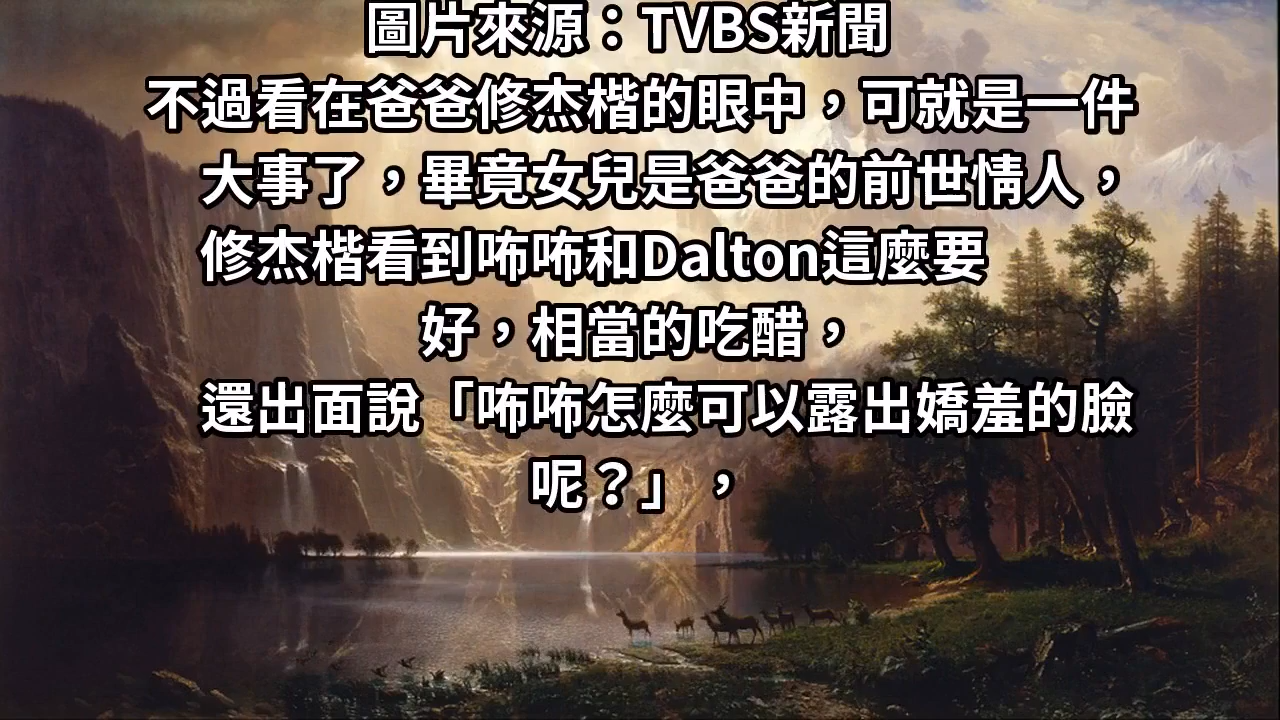 圖片來源：TVBS新聞
不過看在爸爸修杰楷的眼中，可就是一件
大事了，畢竟女兒是爸爸的前世情人，
修杰楷看到咘咘和Dalton這麼要
好，相當的吃醋，
還出面說「咘咘怎麼可以露出嬌羞的臉
呢？」，